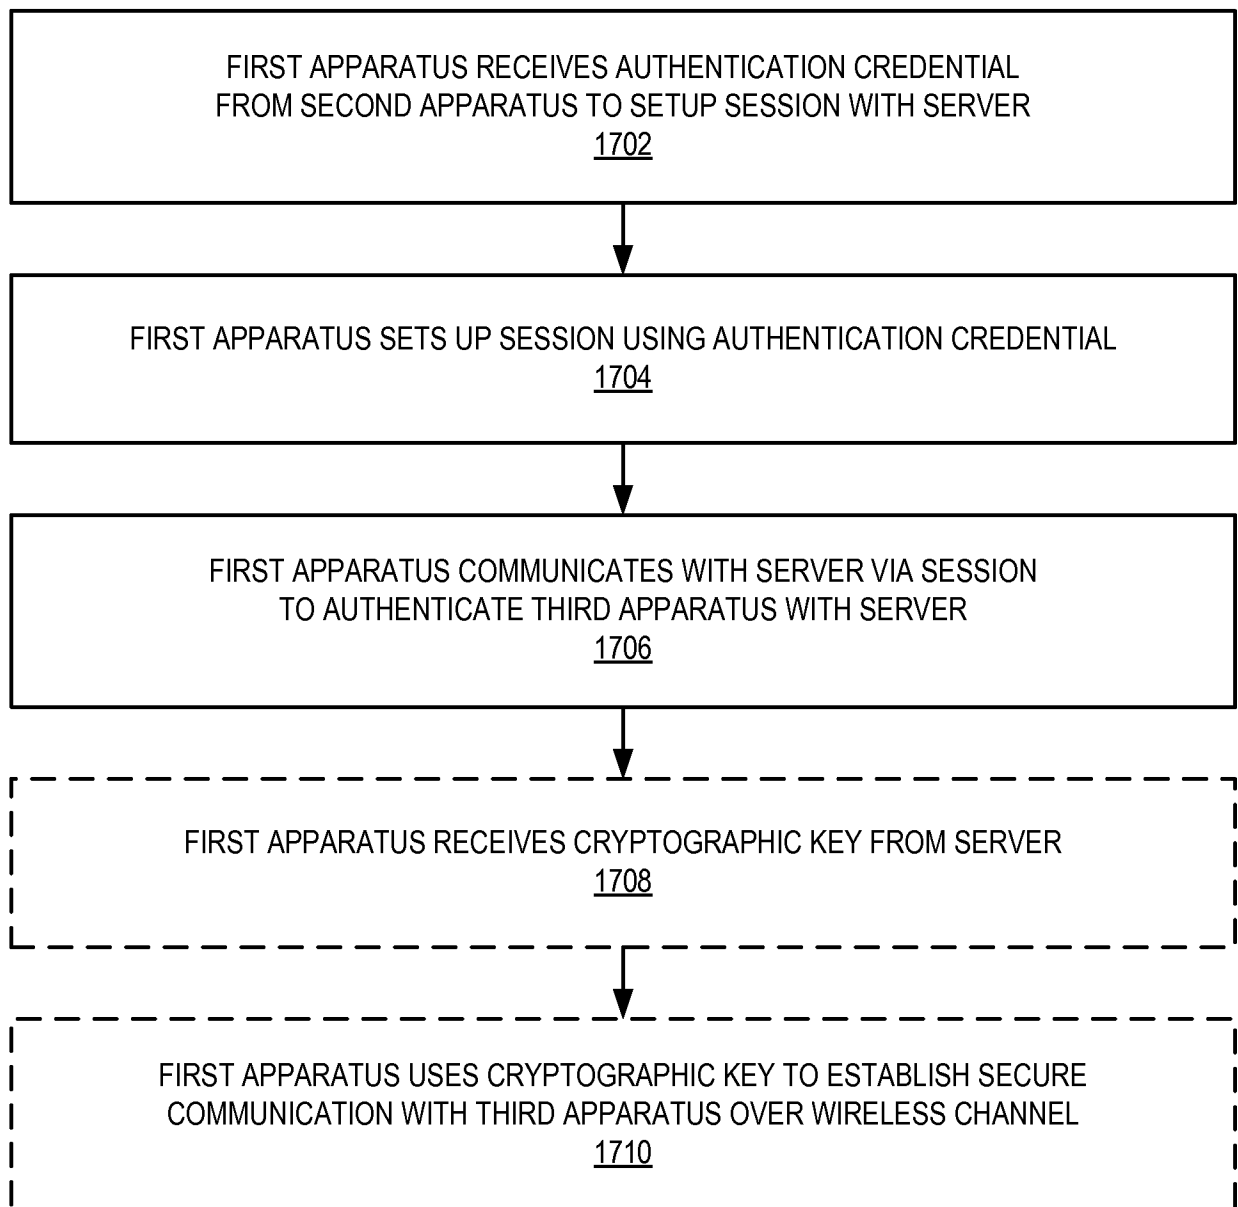 FIRST APPARATUS RECEIVES AUTHENTICATION CREDENTIAL
FROM SECOND APPARATUS TO SETUP SESSION WITH SERVER
1702
FIRST APPARATUS SETS UP SESSION USING AUTHENTICATION CREDENTIAL
1704
FIRST APPARATUS COMMUNICATES WITH SERVER VIA SESSION
TO AUTHENTICATE THIRD APPARATUS WITH SERVER
1706
FIRST APPARATUS RECEIVES CRYPTOGRAPHIC KEY FROM SERVER
1708
FIRST APPARATUS USES CRYPTOGRAPHIC KEY TO ESTABLISH SECURE
COMMUNICATION WITH THIRD APPARATUS OVER WIRELESS CHANNEL
1710